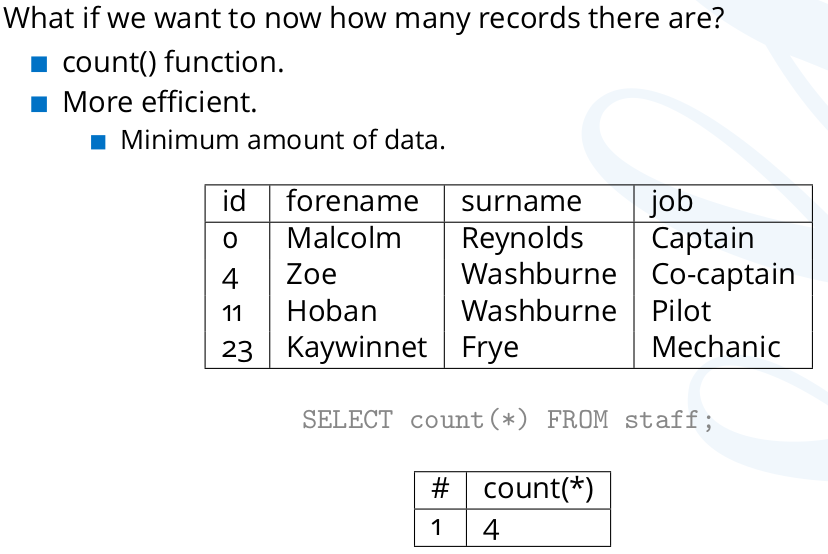 What if we want to now how many records there are?
count() function.
More efficient.
Minimum amount of data.
id forename surname job
0 Malcolm Reynolds Captain
4 Zoe Washburne Co-captain
11 Hoban Washburne Pilot
23 Kaywinnet Frye Mechanic
SELECT count(*) FROM staff;
# count(*)
1 4